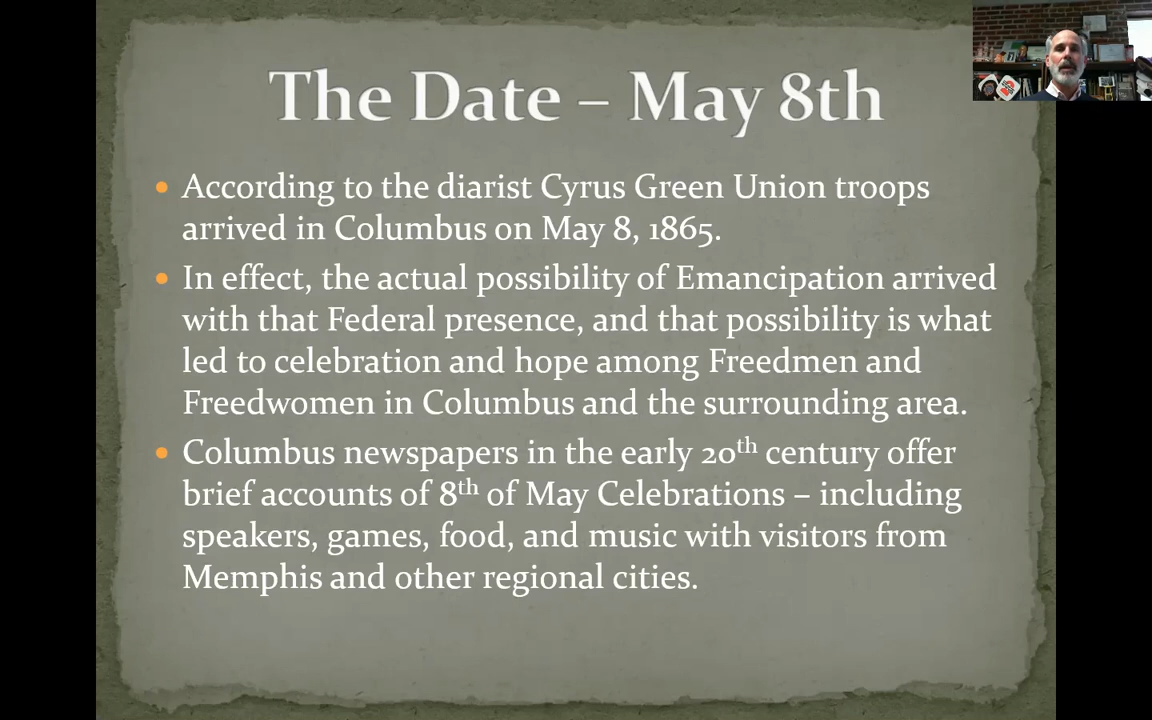 The Date – May 8th
According to the diarist Cyrus Green Union troops
arrived in Columbus on May 8, 1865.
In effect, the actual possibility of Emancipation arrived
with that Federal presence, and that possibility is what
led to celebration and hope among Freedmen and
Freedwomen in Columbus and the surrounding area.
Columbus newspapers in the early 20th century offer
brief accounts of 8th of May Celebrations – including
speakers, games, food, and music with visitors from
Memphis and other regional cities.